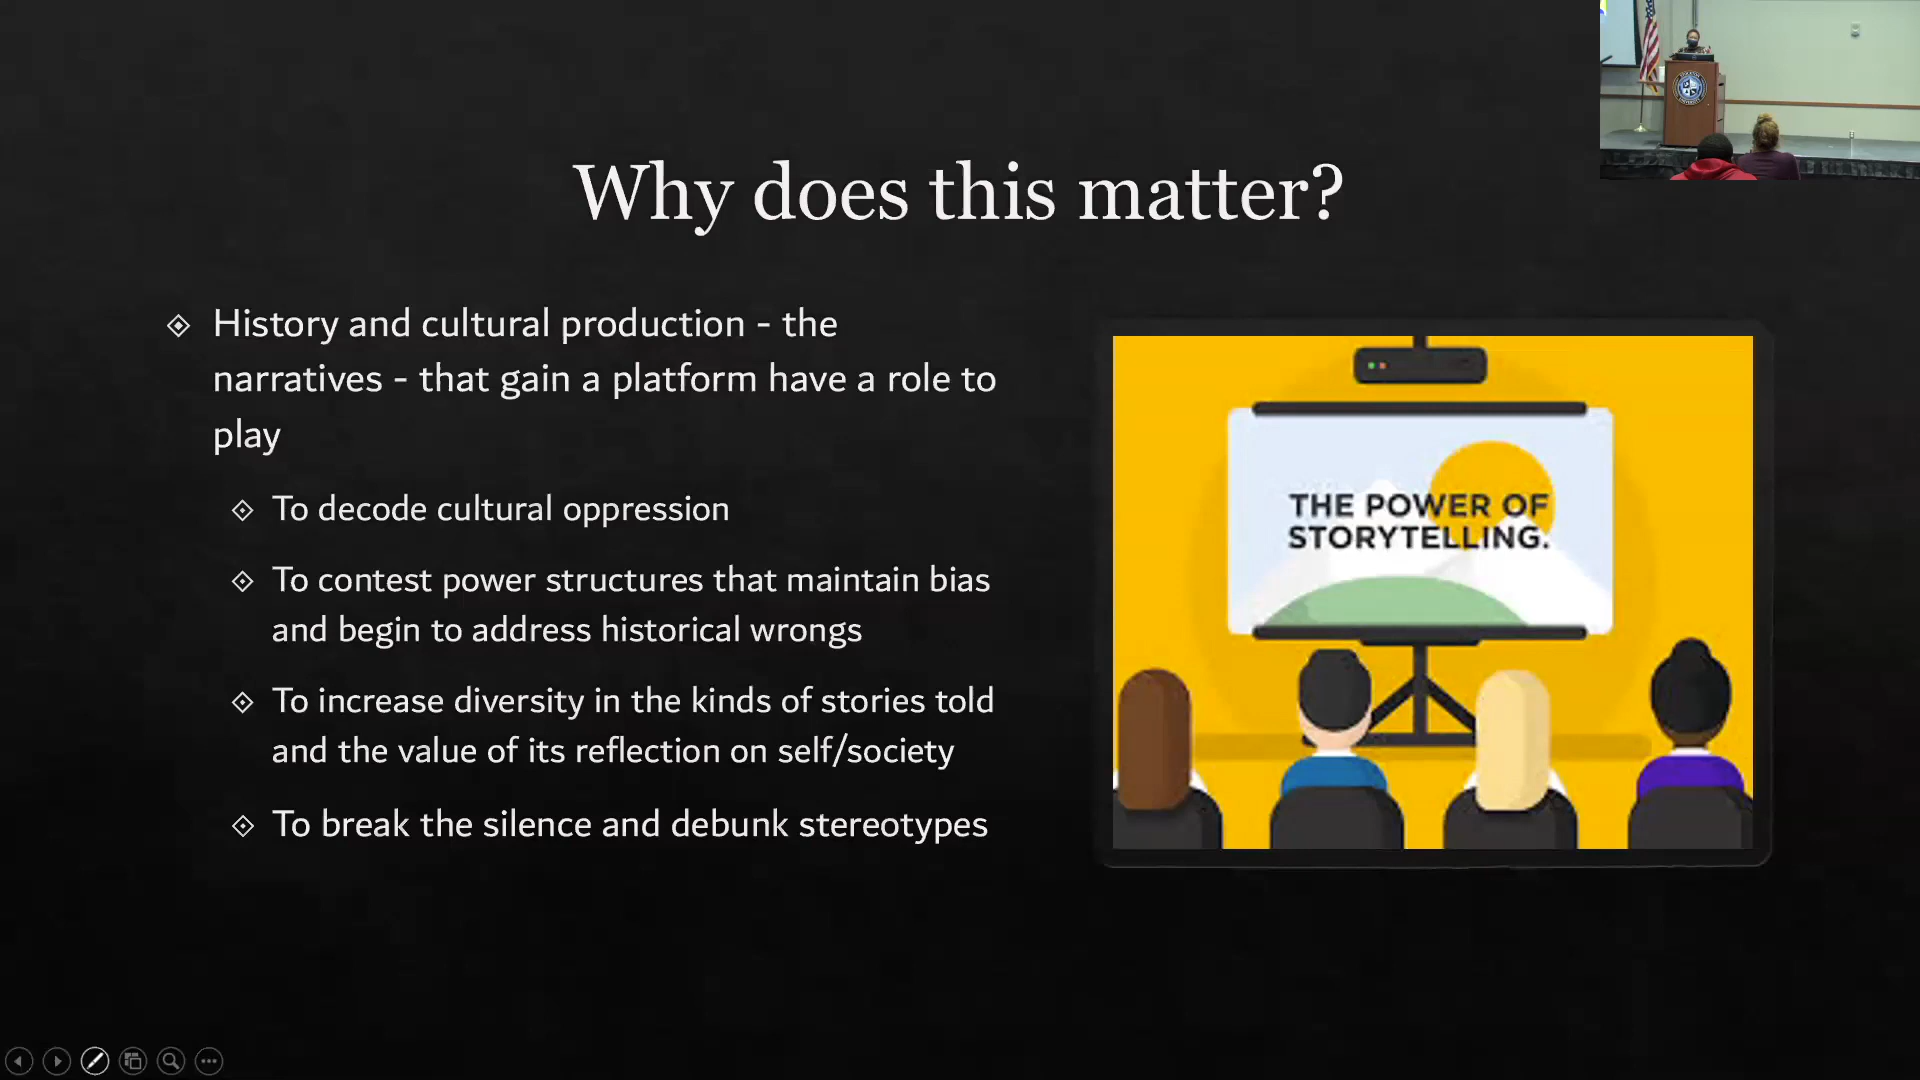 Why does this matter?
History and cultural production - the
narratives - that gain a platform have a role to
play
To decode cultural oppression
To contest power structures that maintain bias
and begin to address historical wrongs
To increase diversity in the kinds of stories told
and the value of its reflection on self/society
To break the silence and debunk stereotypes
THE POWER OF
STORYTELLING.